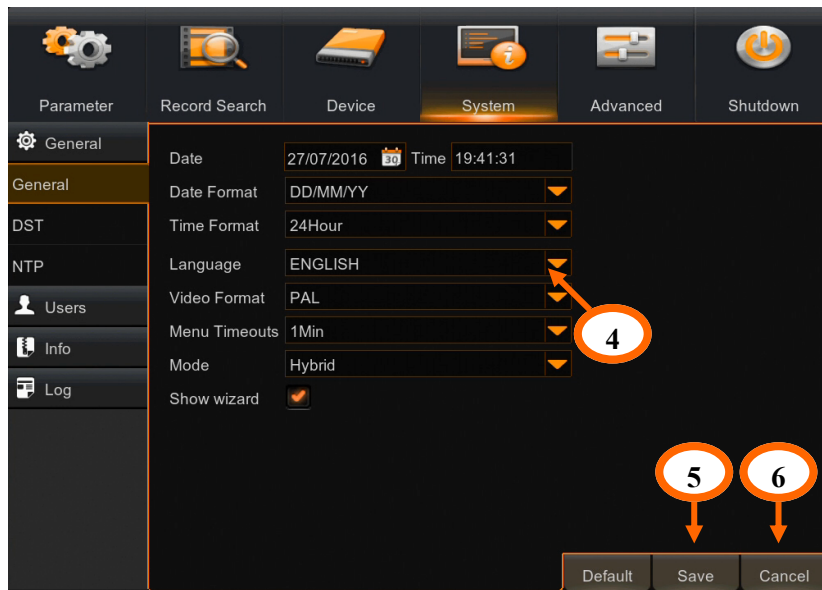 Parameter Record Search Device System Advanced Shutdown
General
General
DST
NTP
Users
Info
Log
Date 27/07/2016 30 Time 19:41:31
Date Format DD/MM/YY
Time Format 24Hour
Language ENGLISH
Video Format PAL
Menu Timeouts 1Min
Mode Hybrid
Show wizard
4
5 6
Default Save Cancel